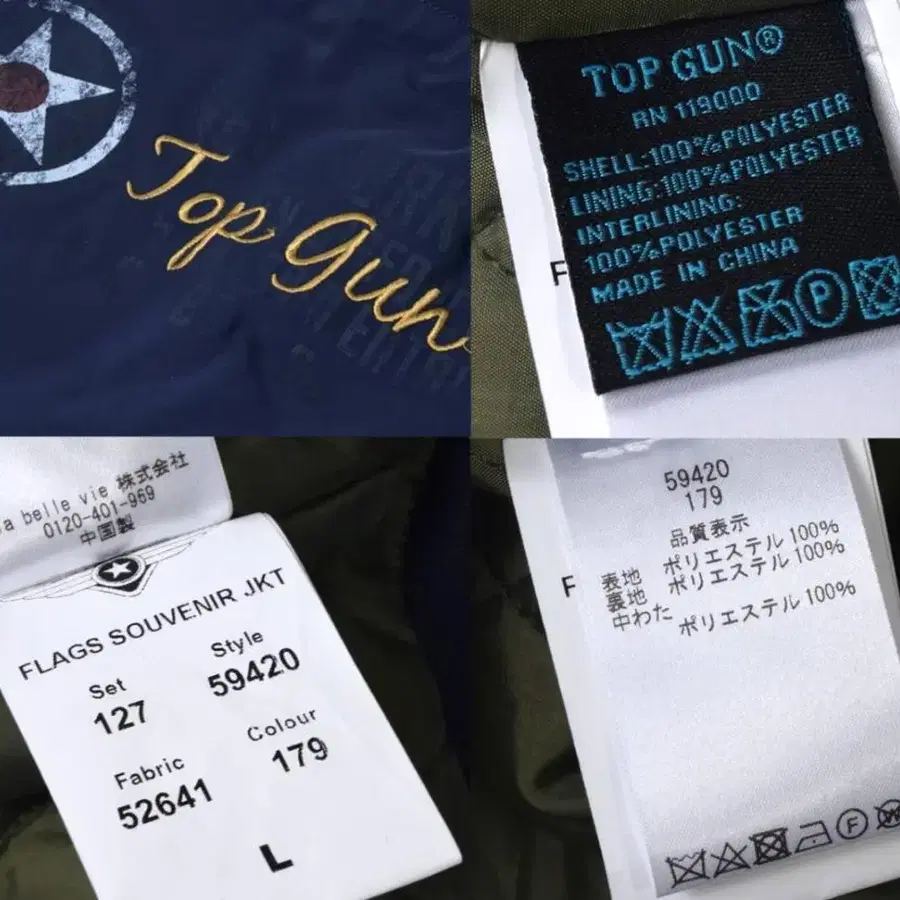 Top Gun
TOP GUN®
RN 119000
SHELL:100%POLYESTER
LINING:100%POLYESTER
INTERLINING:
100%POLYESTER
MADE IN CHINA
P
F
a belle vie 株式会社
0120-401-969
中国製
FLAGS SOUVENIR JKT
Set
127
Style
59420
Fabric
52641
Colour
179
L
59420
179
品質表示
表地 ポリエステル 100%
裏地 ポリエステル 100%
中わた ポリエステル 100%
F
F
W